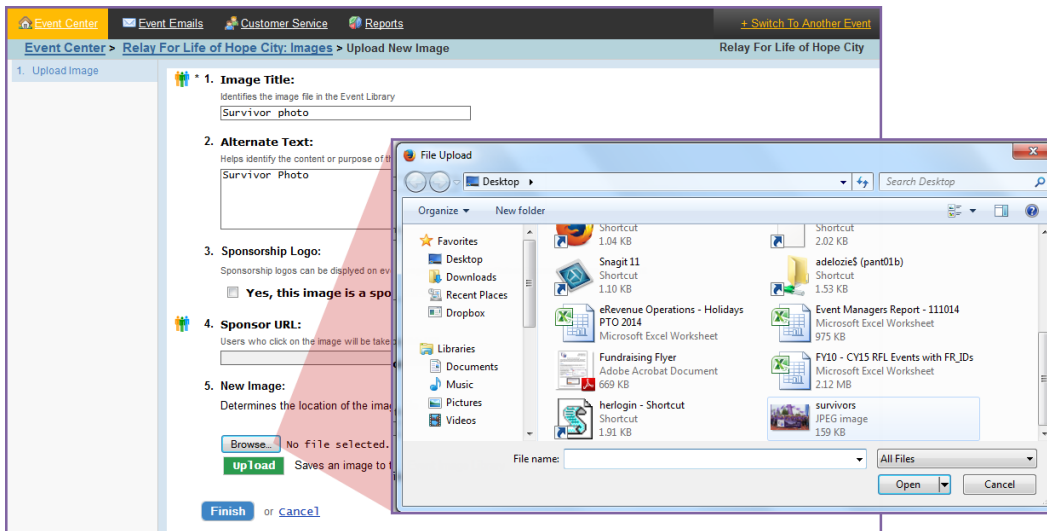 Event Center Event Emails Customer Service Reports + Switch To Another Event
Event Center > Relay For Life of Hope City: Images > Upload New Image Relay For Life of Hope City
1. Upload Image
* 1. Image Title:
Identifies the image file in the Event Library
Survivor photo
2. Alternate Text:
Helps identify the content or purpose of th
Survivor Photo
3. Sponsorship Logo:
Sponsorship logos can be displyed on ev
Yes, this image is a spo
4. Sponsor URL:
Users who click on the image will be take
5. New Image:
Determines the location of the imag
Browse... No file selected.
Upload Saves an image to t
Finish or Cancel
File Upload
Desktop
Search Desktop
Organize New folder
Favorites
Desktop
Downloads
Recent Places
Dropbox
Libraries
Documents
Music
Pictures
Videos
Shortcut
1.04 KB
Shortcut
2.02 KB
Snagit 11
Shortcut
1.10 KB
adelozie$ (pant01b)
Shortcut
1.53 KB
eRevenue Operations - Holidays
PTO 2014
Microsoft Excel Worksheet
Event Managers Report - 111014
Microsoft Excel Worksheet
975 KB
Fundraising Flyer
Adobe Acrobat Document
669 KB
FY10 - CY15 RFL Events with FR_IDs
Microsoft Excel Worksheet
2.12 MB
herlogin - Shortcut
Shortcut
1.91 KB
survivors
JPEG image
159 KB
File name:
All Files
Open Cancel